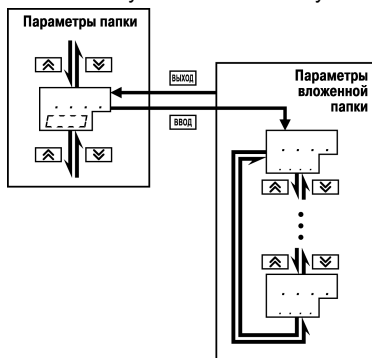 Параметры папки
ВЫХОД
ВВОД
Параметры
вложенной
папки